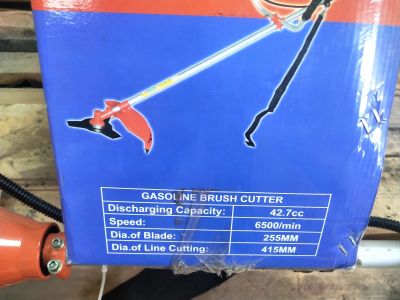 GASOLINE BRUSH CUTTER
Discharging Capacity: 42.7cc
Speed: 6500/min
Dia.of Blade: 255MM
Dia.of Line Cutting: 415MM